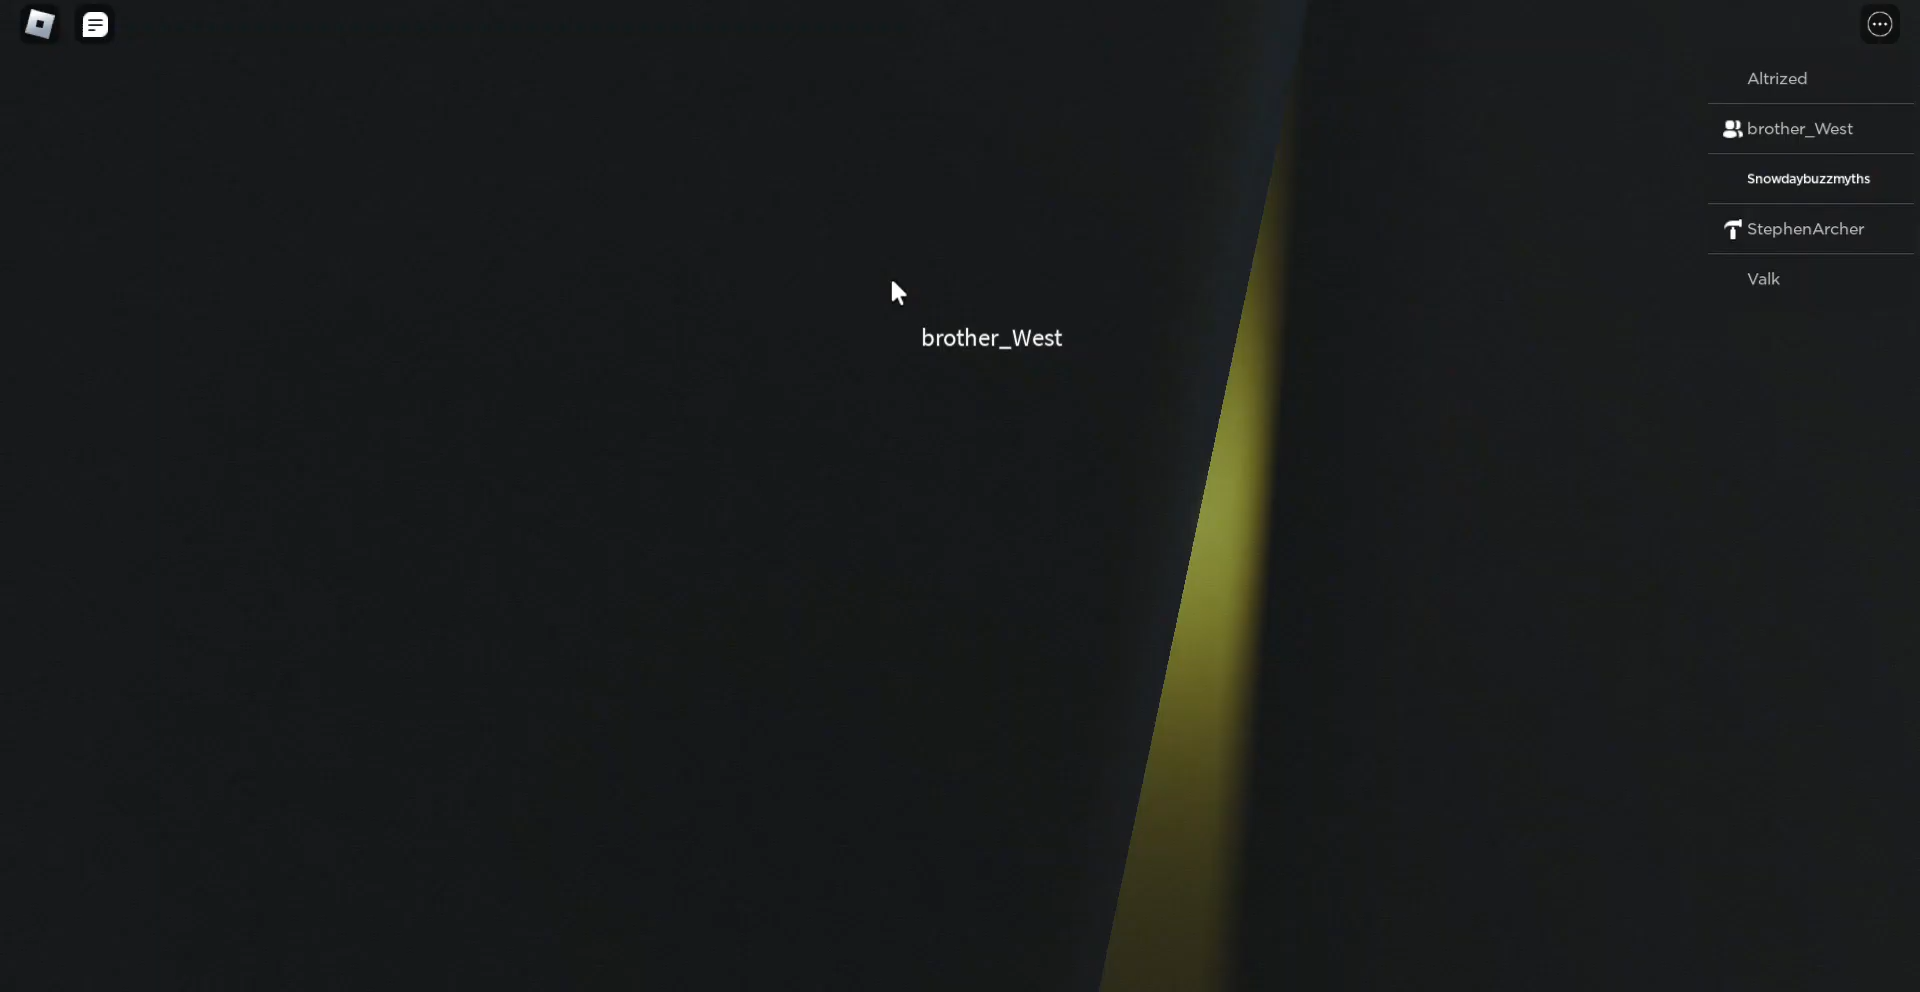 Altrized
brother_West
Snowdaybuzzmyths
StephenArcher
Valk
brother_West